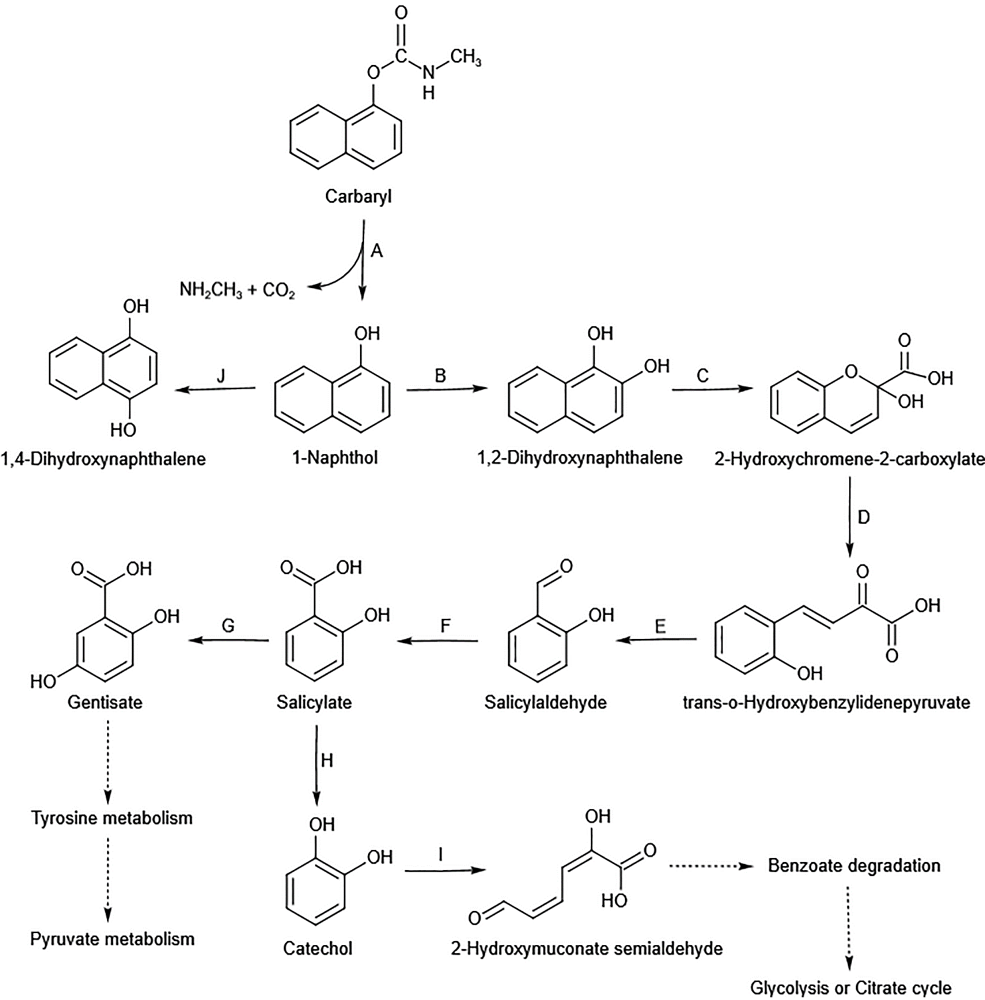 O
C
CH₃
O
N
H
Carbaryl
A
NH₂CH₃ + CO₂
OH
HO
1,4-Dihydroxynaphthalene
J
OH
1-Naphthol
B
OH
OH
1,2-Dihydroxynaphthalene
C
O
O
OH
OH
2-Hydroxychromene-2-carboxylate
D
O
OH
OH
HO
Gentisate
G
O
OH
OH
Salicylate
F
O
OH
Salicylaldehyde
E
O
OH
O
OH
trans-o-Hydroxybenzylidenepyruvate
H
Tyrosine metabolism
Pyruvate metabolism
OH
OH
Catechol
I
OH
O
HO
O
2-Hydroxymuconate semialdehyde
Benzoate degradation
Glycolysis or Citrate cycle